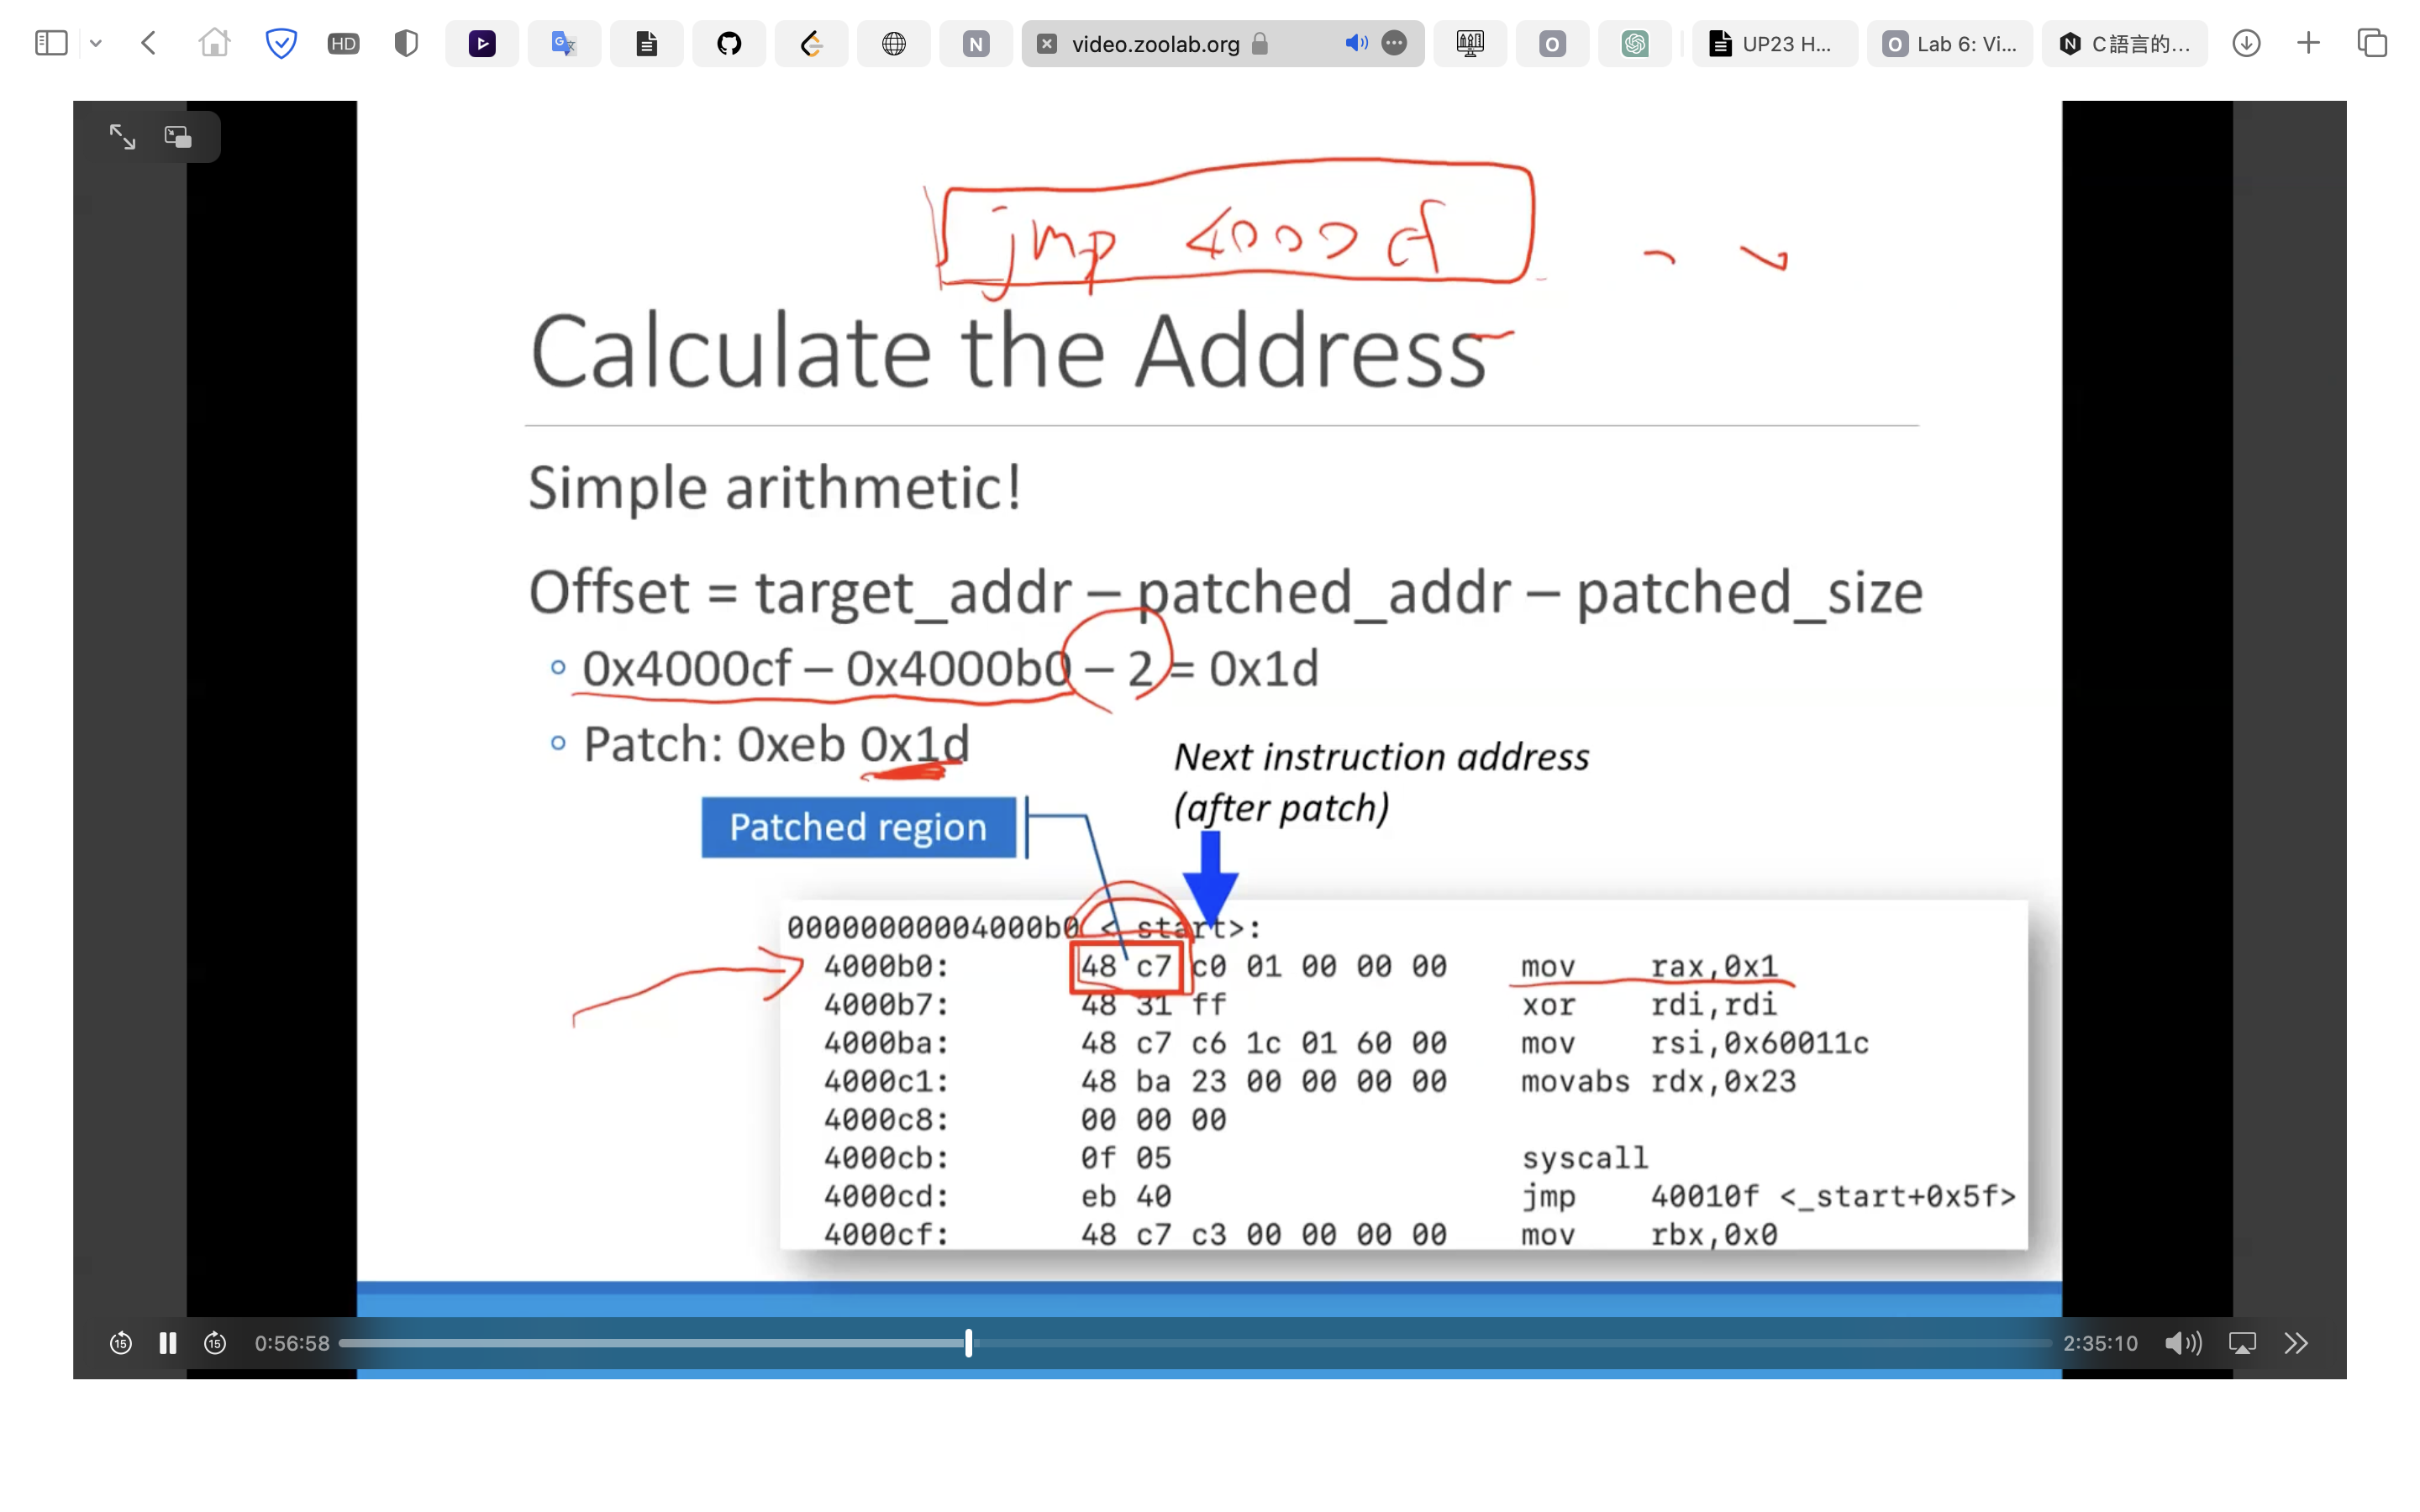 HD
N
video.zoolab.org
O
UP23 H...
O Lab 6: Vi...
N C語言的...
jmp 4000cf
Calculate the Address
Simple arithmetic!
Offset = target_addr – patched_addr – patched_size
0x4000cf – 0x4000b0 – 2 = 0x1d
Patch: 0xeb 0x1d
Next instruction address
(after patch)
Patched region
00000000004000b0 <_start>:
4000b0: 48 c7 c0 01 00 00 00 mov rax,0x1
4000b7: 48 31 ff xor rdi,rdi
4000ba: 48 c7 c6 1c 01 60 00 mov rsi,0x60011c
4000c1: 48 ba 23 00 00 00 00 movabs rdx,0x23
4000c8: 00 00 00
4000cb: 0f 05 syscall
4000cd: eb 40 jmp 40010f <_start+0x5f>
4000cf: 48 c7 c3 00 00 00 00 mov rbx,0x0
15
15
0:56:58
2:35:10